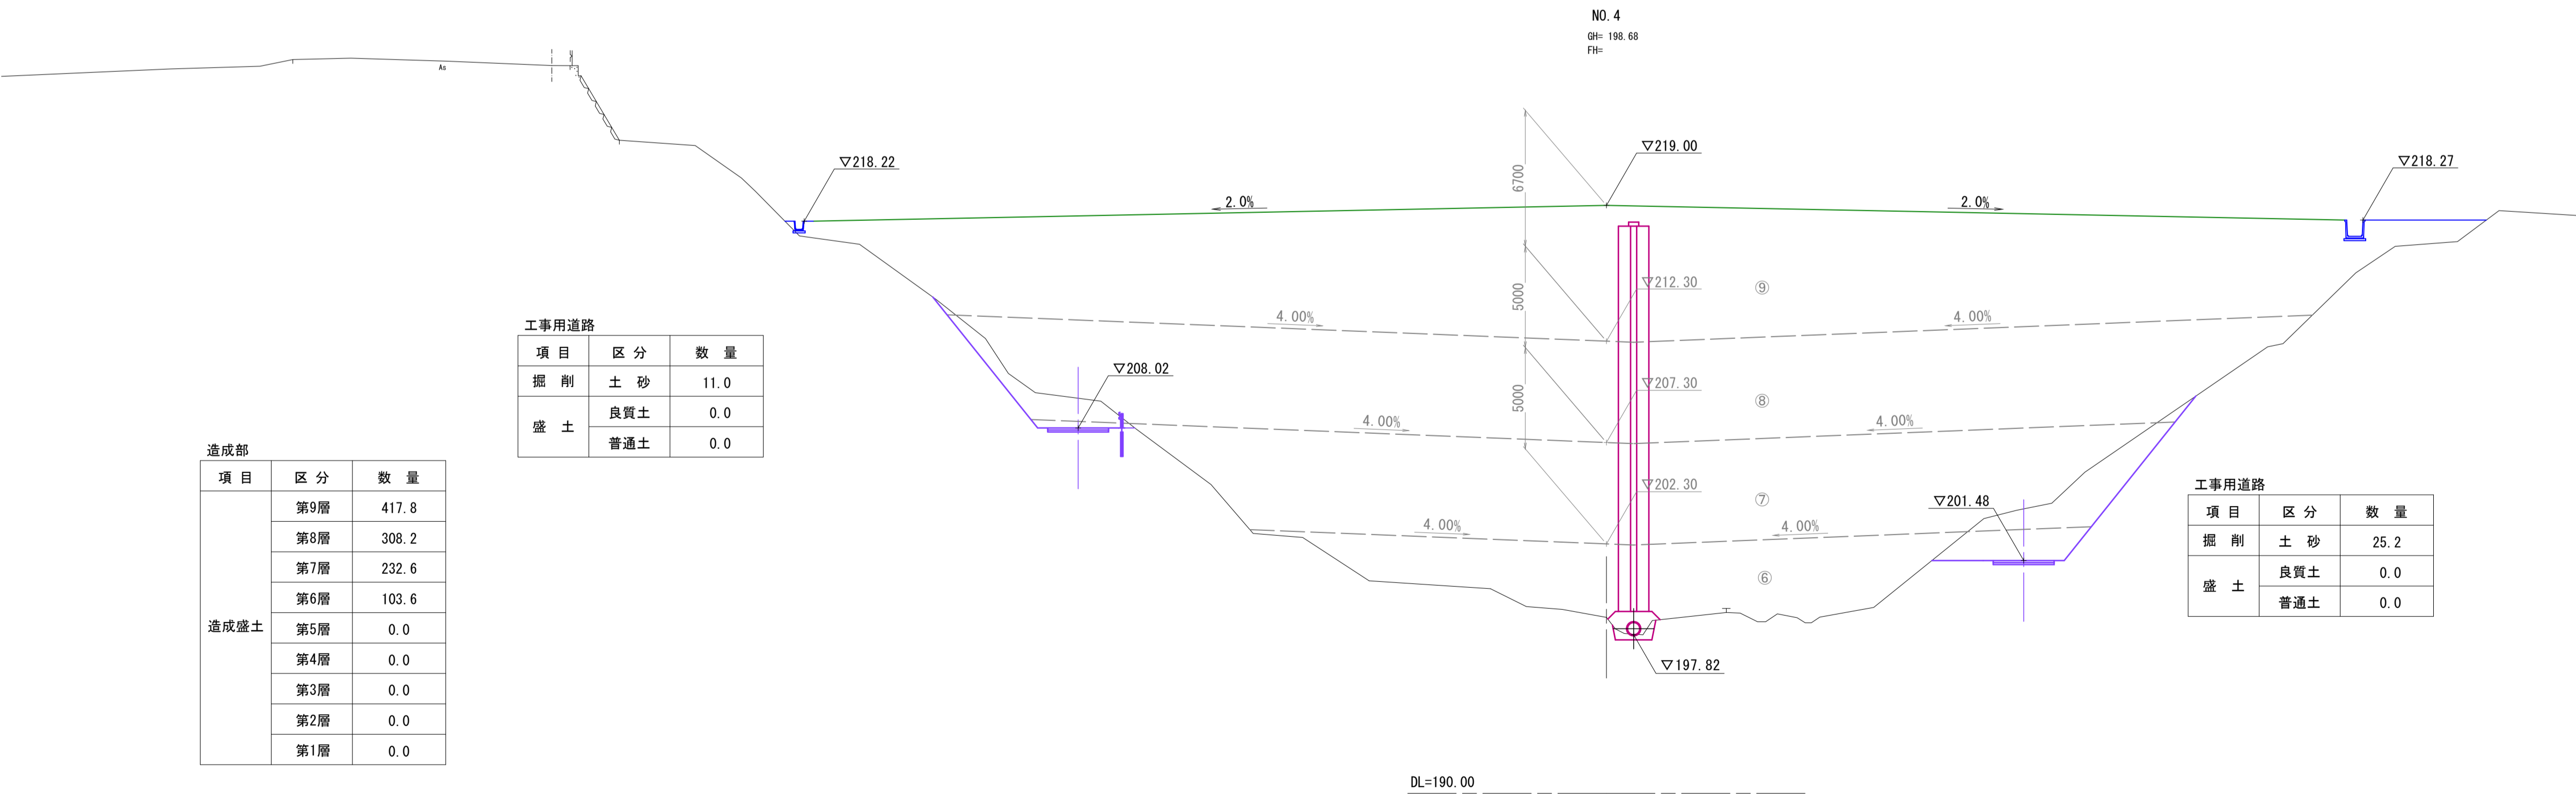 NO.4
GH= 198.68
FH=
As
▽218.22
▽219.00
▽218.27
6700
2.0%
2.0%
5000
▽212.30
⑨
4.00%
4.00%
工事用道路
項 目 区 分 数 量
掘 削 土 砂 11.0
盛 土 良質土 0.0
普通土 0.0
▽208.02
5000
▽207.30
⑧
4.00%
4.00%
造成部
項 目 区 分 数 量
造成盛土
第9層 417.8
第8層 308.2
第7層 232.6
第6層 103.6
第5層 0.0
第4層 0.0
第3層 0.0
第2層 0.0
第1層 0.0
▽202.30
⑦
▽201.48
4.00%
4.00%
⑥
工事用道路
項 目 区 分 数 量
掘 削 土 砂 25.2
盛 土 良質土 0.0
普通土 0.0
▽197.82
DL=190.00